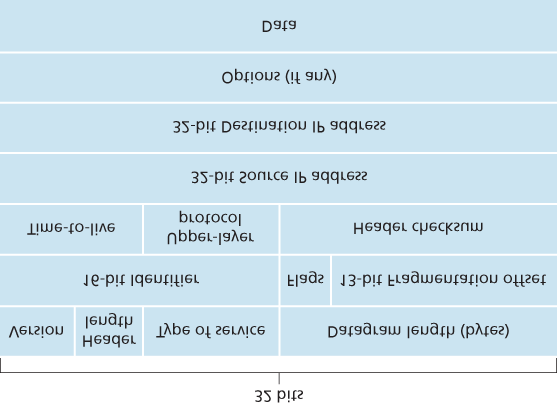 32 bits
Version
Header
length
Type of service
Datagram length (bytes)
16-bit Identifier
Flags
13-bit Fragmentation offset
Time-to-live
Upper-layer
protocol
Header checksum
32-bit Source IP address
32-bit Destination IP address
Options (if any)
Data